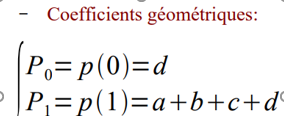 – Coefficients géométriques:
P₀= p(0)=d
P₁= p(1)=a+b+c+d